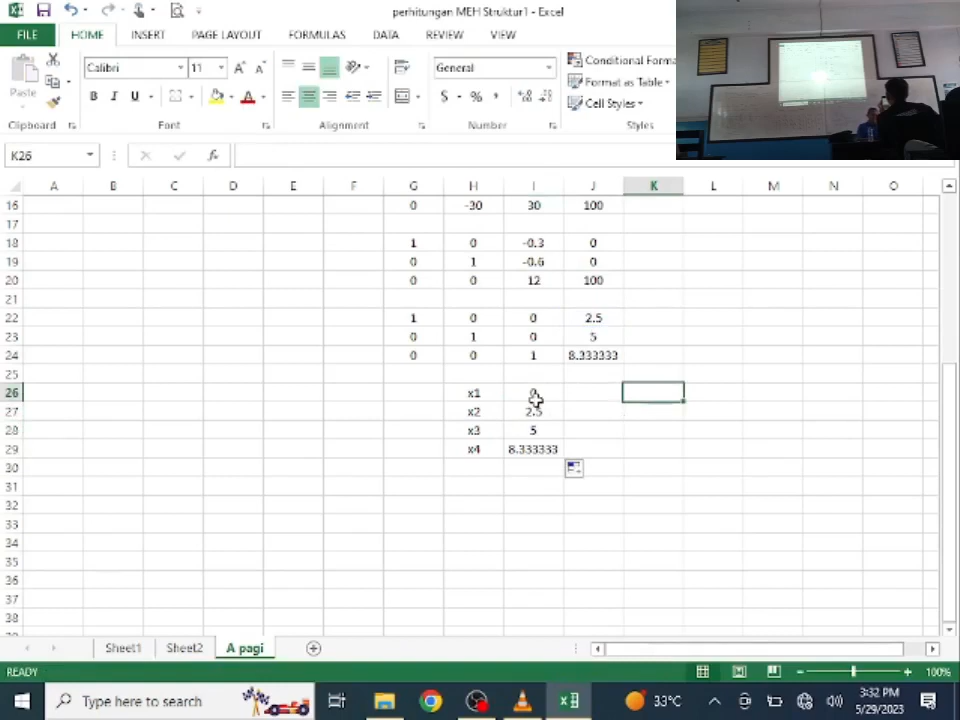 perhitungan MEH Struktur1 - Excel
FILE HOME INSERT PAGE LAYOUT FORMULAS DATA REVIEW VIEW
Calibri 11 General Conditional Forma
Paste Format as Table
B I U $ % Cell Styles
Clipboard Font Alignment Number Styles
K26
A B C D E F G H I J K L M N O
16 0 -30 30 100
17
18 1 0 -0.3 0
19 0 1 -0.6 0
20 0 0 12 100
21
22 1 0 0 2.5
23 0 1 0 5
24 0 0 1 8.333333
25
26 x1 0
27 x2 2.5
28 x3 5
29 x4 8.333333
30
31
32
33
34
35
36
37
38
Sheet1 Sheet2 A pagi
READY 100%
Type here to search 33°C 3:32 PM
5/29/2023